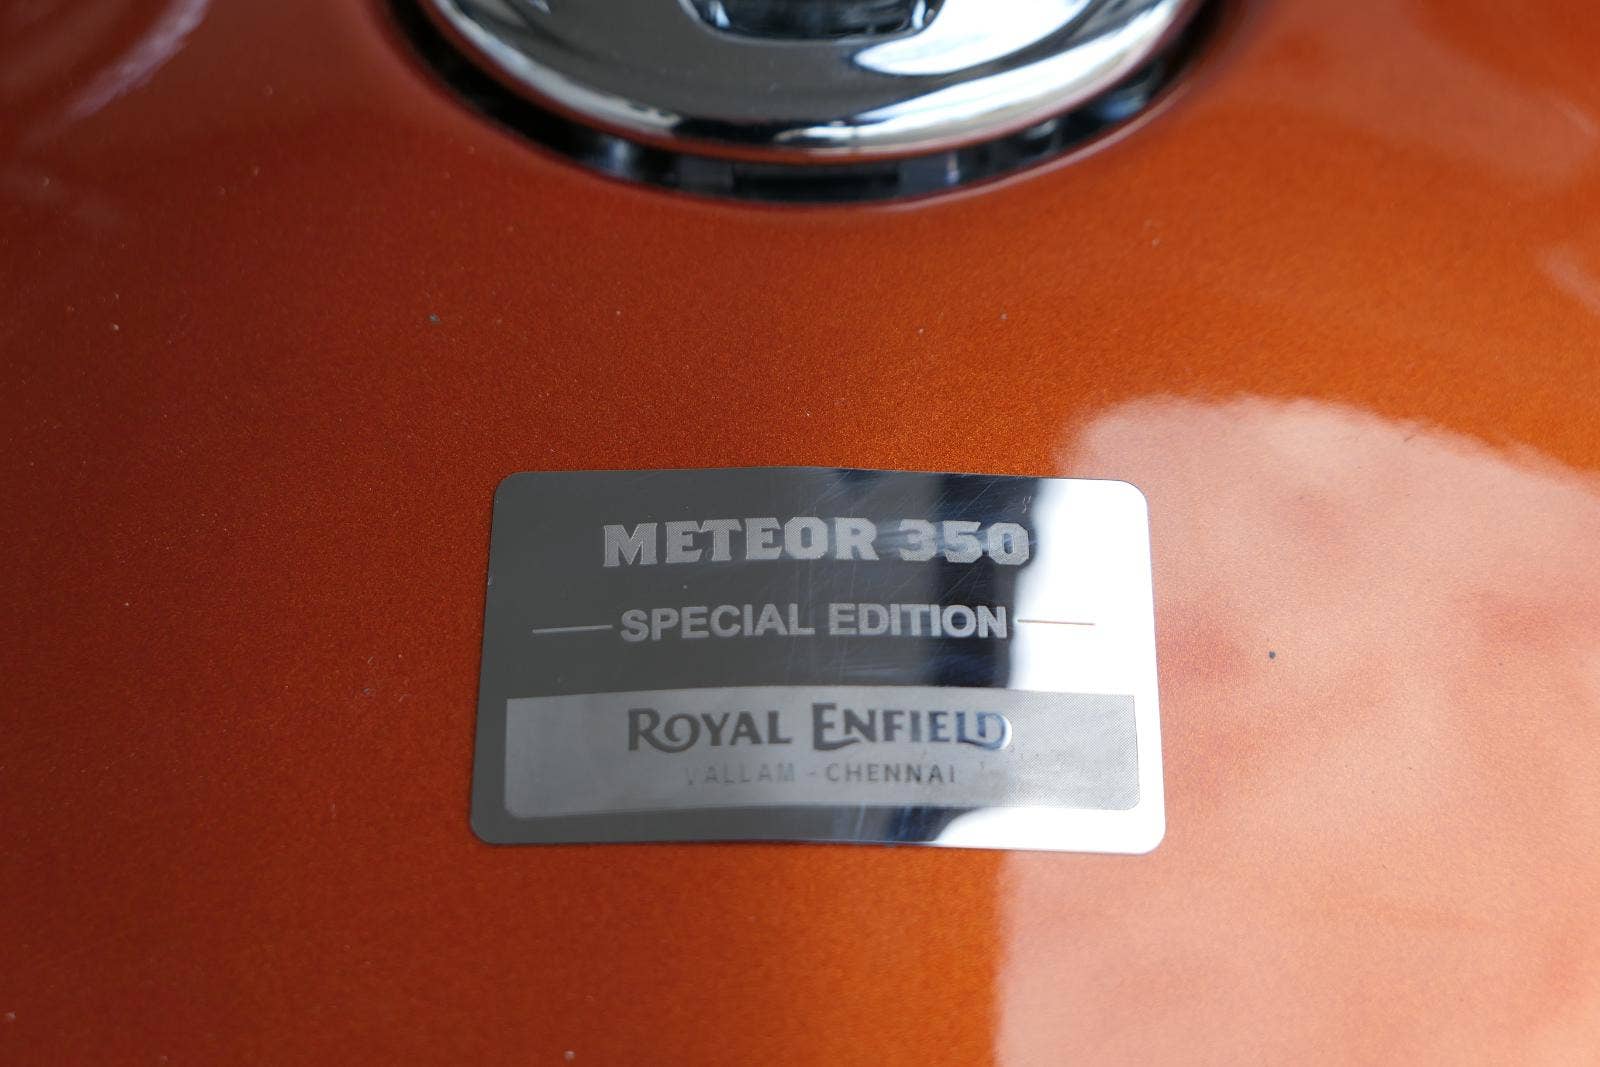 METEOR 350
SPECIAL EDITION
ROYAL ENFIELD
VALLAM - CHENNAI